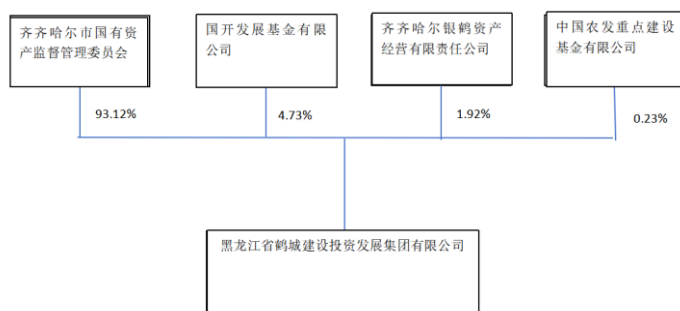 齐齐哈尔市国有资
产监督管理委员会
国开发展基金有限
公司
齐齐哈尔银鹤资产
经营有限责任公司
中国农发重点建设
基金有限公司
93.12%
4.73%
1.92%
0.23%
黑龙江省鹤城建设投资发展集团有限公司